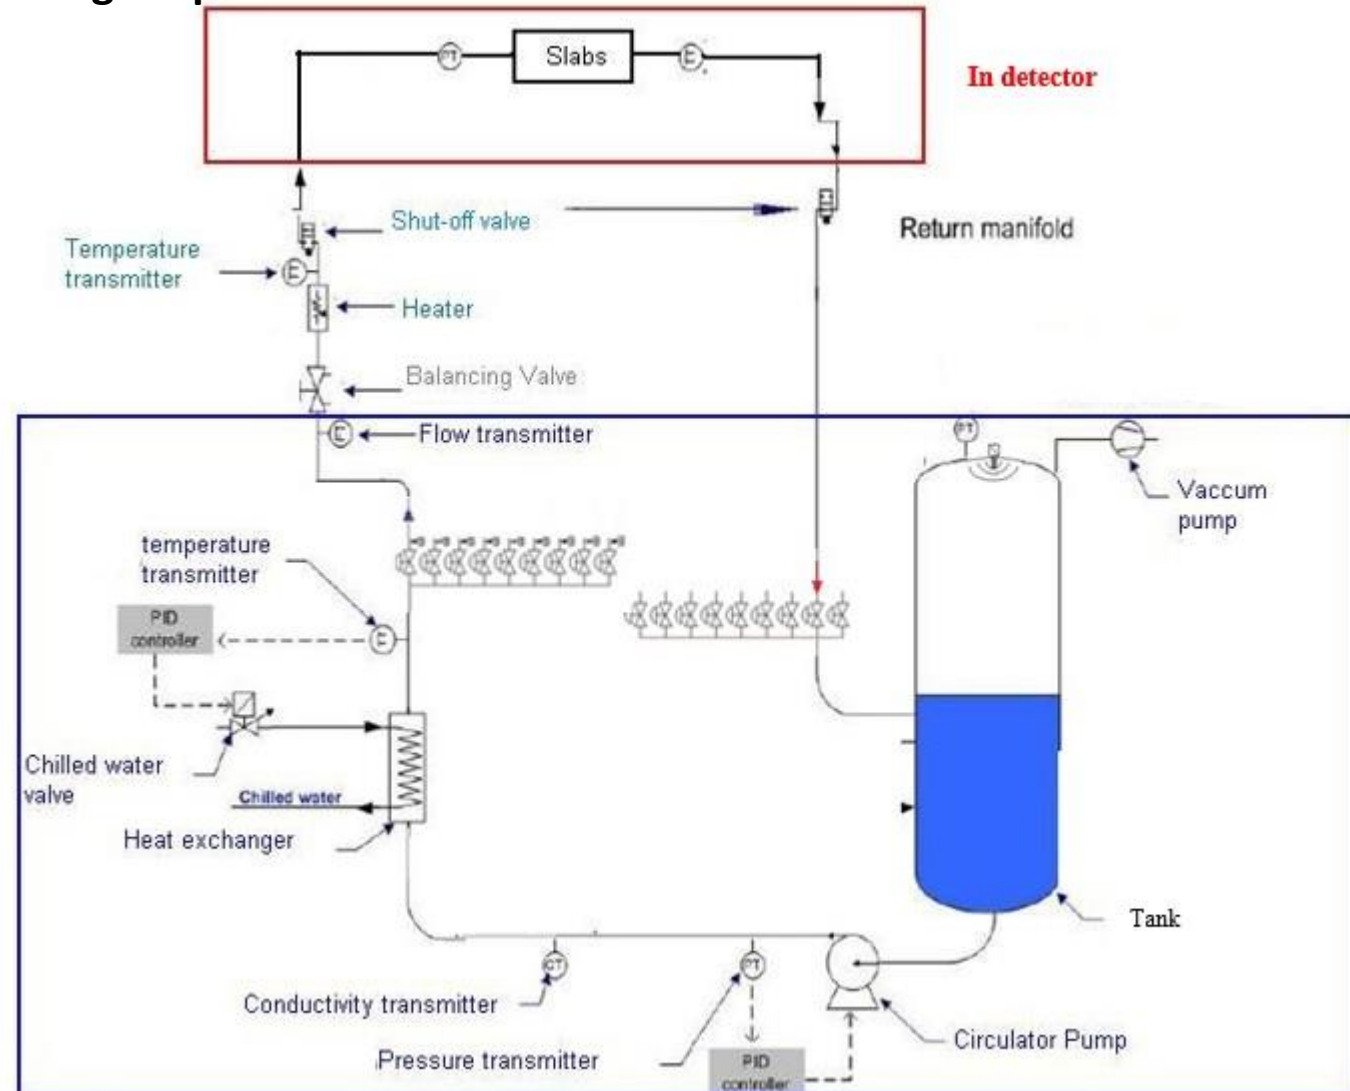 PT
Slabs
E
In detector
Shut-off valve
Return manifold
Temperature
transmitter
E
Heater
Balancing Valve
E
Flow transmitter
PT
Vaccum
pump
temperature
transmitter
PID
controller
E
Chilled water
valve
Chilled water
Heat exchanger
Tank
CT
PT
Conductivity transmitter
Pressure transmitter
Circulator Pump
PID
controller